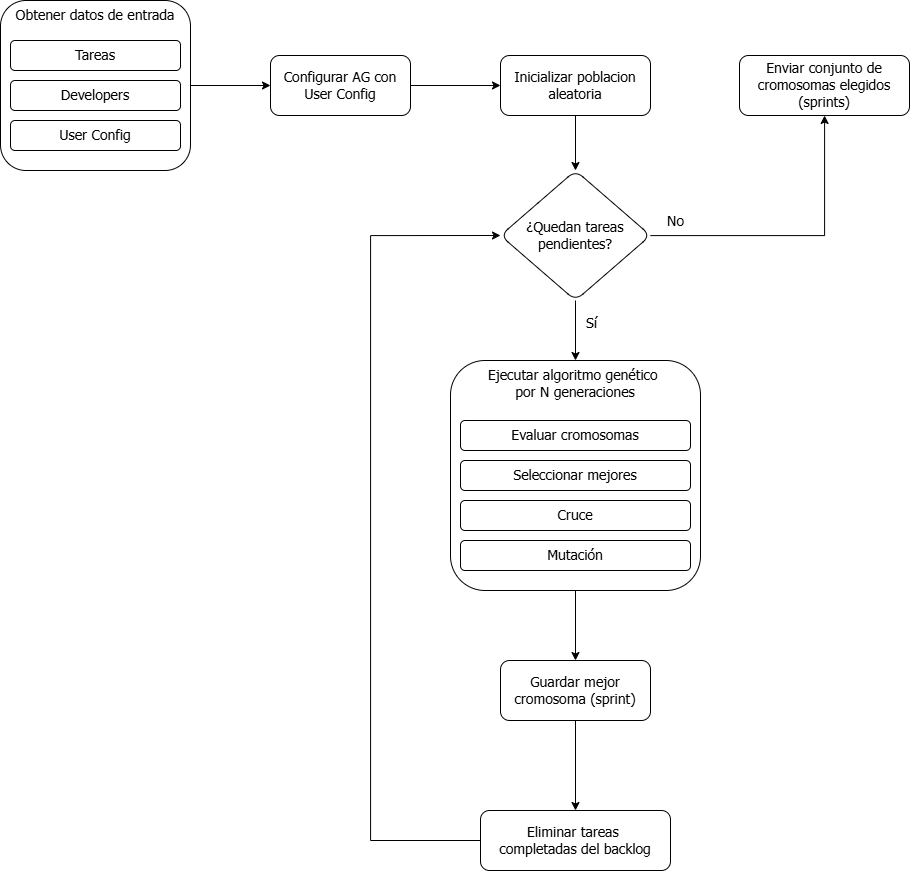 Obtener datos de entrada
Tareas
Developers
User Config
Configurar AG con
User Config
Inicializar poblacion
aleatoria
Enviar conjunto de
cromosomas elegidos
(sprints)
¿Quedan tareas
pendientes?
No
Sí
Ejecutar algoritmo genético
por N generaciones
Evaluar cromosomas
Seleccionar mejores
Cruce
Mutación
Guardar mejor
cromosoma (sprint)
Eliminar tareas
completadas del backlog